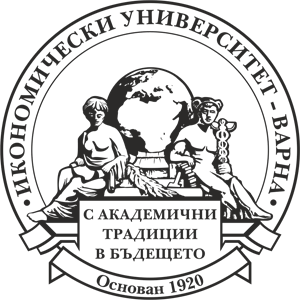 · ИКОНОМИЧЕСКИ УНИВЕРСИТЕТ - ВАРНА ·
С АКАДЕМИЧНИ
ТРАДИЦИИ
В БЪДЕЩЕТО
Основан 1920